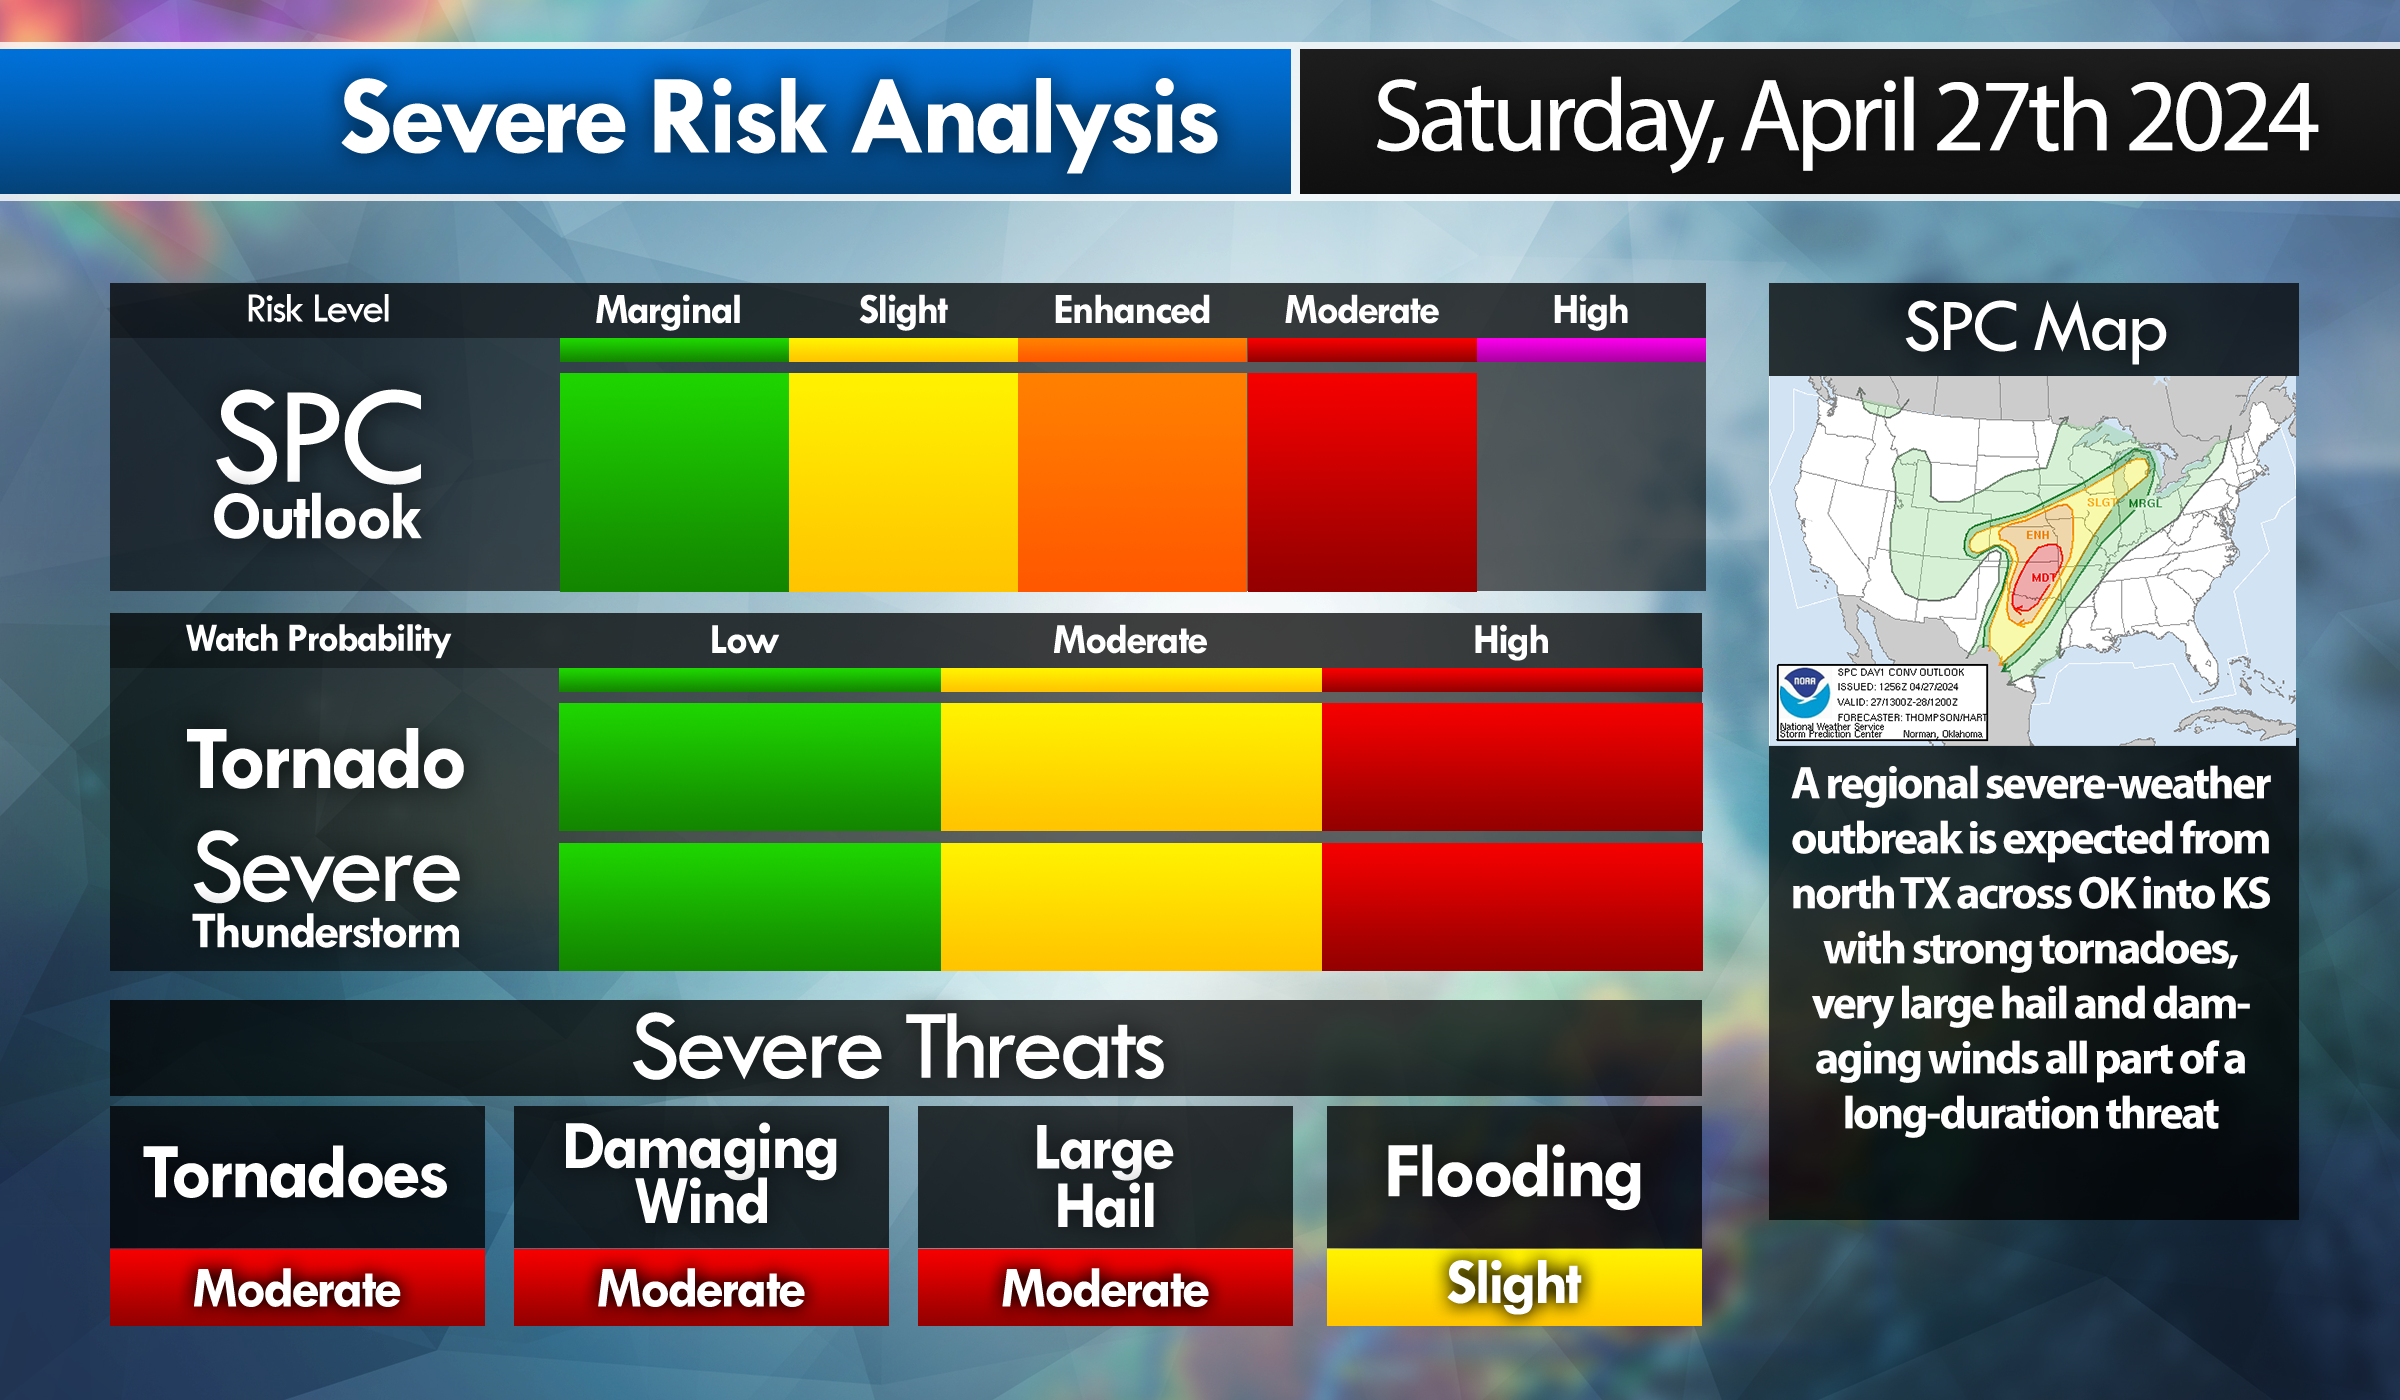 Severe Risk Analysis
Saturday, April 27th 2024
Risk Level
Marginal
Slight
Enhanced
Moderate
High
SPC
Outlook
Watch Probability
Low
Moderate
High
Tornado
Severe
Thunderstorm
Severe Threats
Tornadoes
Moderate
Damaging
Wind
Moderate
Large
Hail
Moderate
Flooding
Slight
SPC Map
SLGT
MRGL
ENH
MDT
NOAA
SPC DAY1 CONV OUTLOOK
ISSUED: 1256Z 04/27/2024
VALID: 27/1300Z-28/1200Z
FORECASTER: THOMPSON/HART
National Weather Service
Storm Prediction Center Norman, Oklahoma
A regional severe-weather
outbreak is expected from
north TX across OK into KS
with strong tornadoes,
very large hail and dam-
aging winds all part of a
long-duration threat